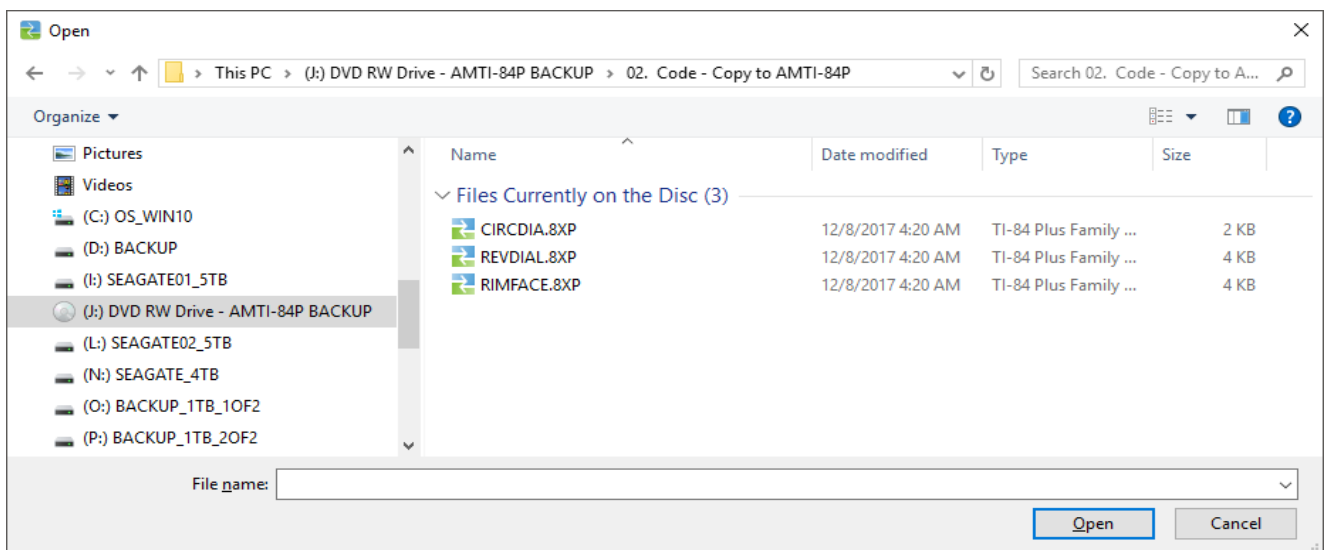 Open
This PC > (J:) DVD RW Drive - AMTI-84P BACKUP > 02. Code - Copy to AMTI-84P
Search 02. Code - Copy to A...
Organize
?
Pictures
Videos
(C:) OS_WIN10
(D:) BACKUP
(I:) SEAGATE01_5TB
(J:) DVD RW Drive - AMTI-84P BACKUP
(L:) SEAGATE02_5TB
(N:) SEAGATE_4TB
(O:) BACKUP_1TB_1OF2
(P:) BACKUP_1TB_2OF2
Name Date modified Type Size
Files Currently on the Disc (3)
CIRCDIA.8XP 12/8/2017 4:20 AM TI-84 Plus Family ... 2 KB
REVDIAL.8XP 12/8/2017 4:20 AM TI-84 Plus Family ... 4 KB
RIMFACE.8XP 12/8/2017 4:20 AM TI-84 Plus Family ... 4 KB
File name:
Open Cancel